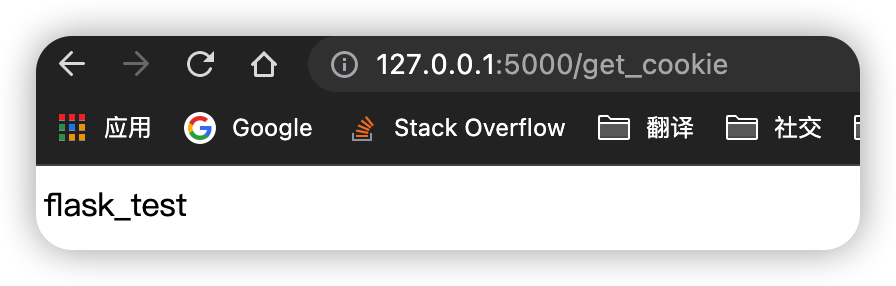 127.0.0.1:5000/get_cookie
应用 Google Stack Overflow 翻译 社交
flask_test